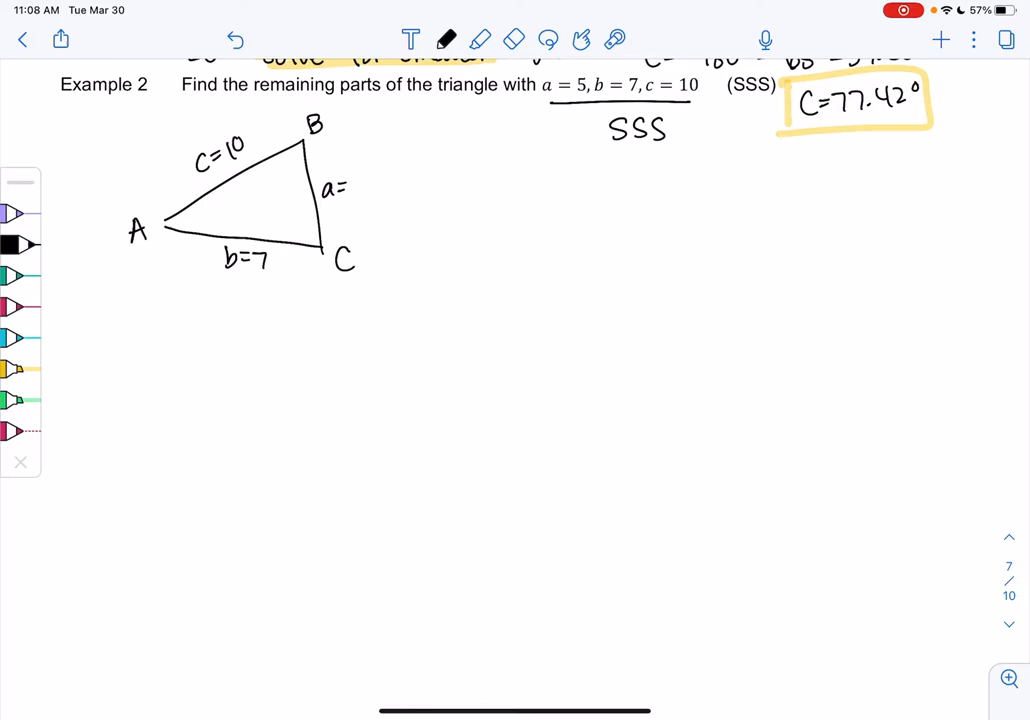 11:08 AM Tue Mar 30
57%
T
Example 2 Find the remaining parts of the triangle with a = 5, b = 7, c = 10 (SSS)
C=77.42°
SSS
B
c=10
a=
A
b=7
C
7
/
10